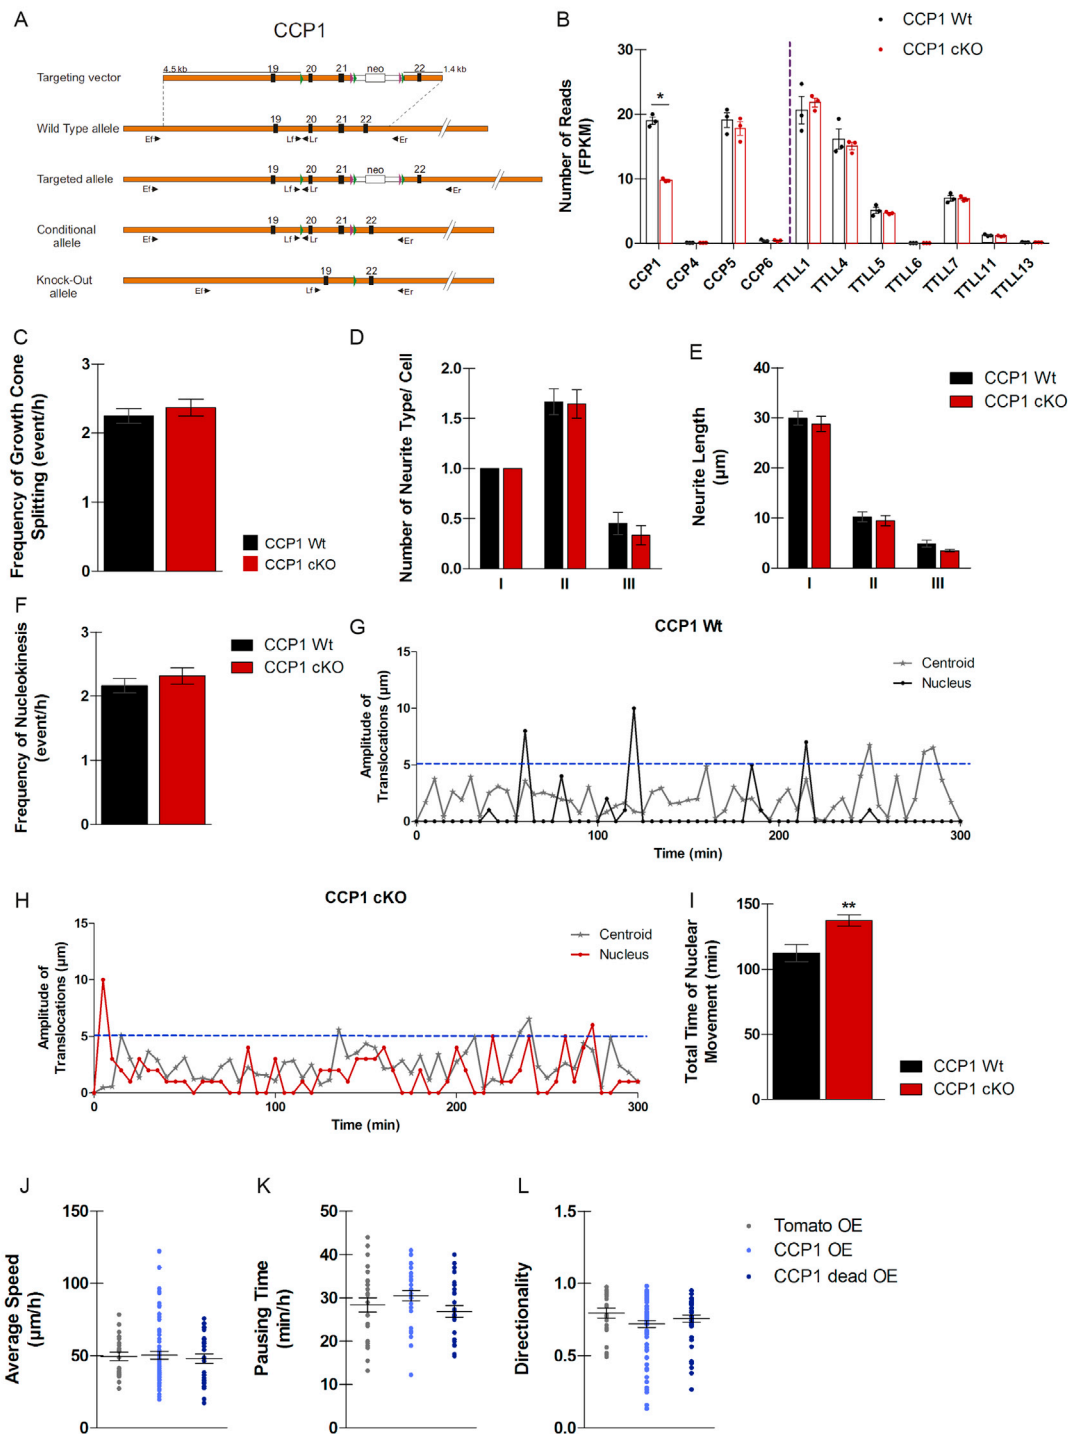 A
CCP1
Targeting vector
4.5 kb
19
20
21
neo
22
1.4 kb
Wild Type allele
19
20
21
22
Ef
Lf
Lr
Er
Targeted allele
19
20
21
neo
22
Ef
Lf
Lr
Er
Conditional
allele
19
20
21
22
Ef
Lf
Lr
Er
Knock-Out
allele
19
22
Ef
Lf
Er
B
CCP1 Wt
CCP1 cKO
Number of Reads
(FPKM)
30
20
10
0
*
CCP1
CCP4
CCP5
CCP6
TTLL1
TTLL4
TTLL5
TTLL6
TTLL7
TTLL11
TTLL13
C
Frequency of Growth Cone
Splitting (event/h)
3
2
1
0
CCP1 Wt
CCP1 cKO
D
Number of Neurite Type/ Cell
2.0
1.5
1.0
0.5
0.0
I
II
III
E
Neurite Length
(μm)
40
30
20
10
0
I
II
III
CCP1 Wt
CCP1 cKO
F
Frequency of Nucleokinesis
(event/h)
3
2
1
0
CCP1 Wt
CCP1 cKO
G
CCP1 Wt
Amplitude of
Translocations (μm)
15
10
5
0
0
100
200
300
Time (min)
Centroid
Nucleus
H
CCP1 cKO
Amplitude of
Translocations (μm)
15
10
5
0
0
100
200
300
Time (min)
Centroid
Nucleus
I
Total Time of Nuclear
Movement (min)
150
100
50
0
**
CCP1 Wt
CCP1 cKO
J
Average Speed
(μm/h)
150
100
50
0
K
Pausing Time
(min/h)
50
40
30
20
10
0
L
Directionality
1.5
1.0
0.5
0.0
Tomato OE
CCP1 OE
CCP1 dead OE